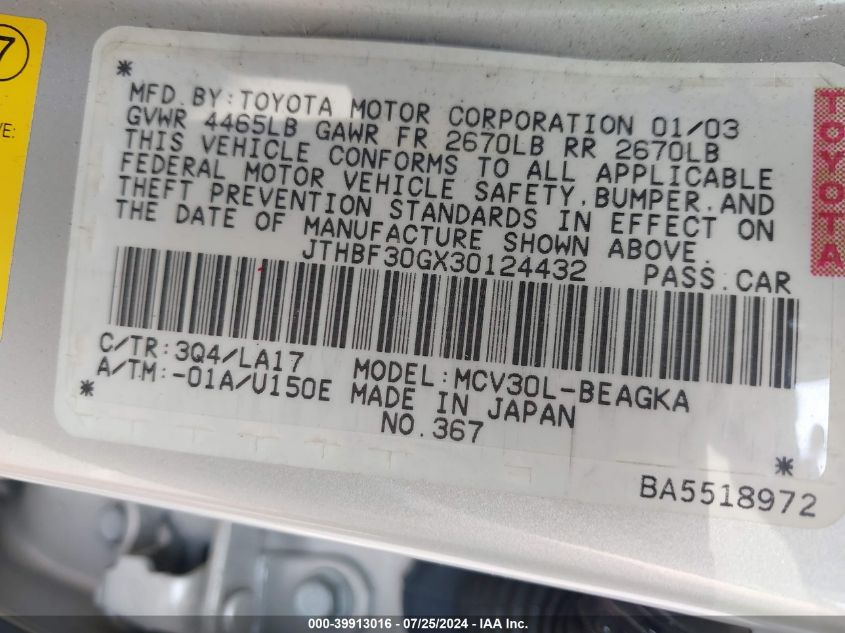 7
E:
* MFD.BY:TOYOTA MOTOR CORPORATION 01/03
GVWR 4465LB GAWR FR 2670LB RR 2670LB
THIS VEHICLE CONFORMS TO ALL APPLICABLE
FEDERAL MOTOR VEHICLE SAFETY,BUMPER,AND
THEFT PREVENTION STANDARDS IN EFFECT ON
THE DATE OF MANUFACTURE SHOWN ABOVE.
JTHBF30GX30124432 PASS.CAR
C/TR:3Q4/LA17 MODEL:MCV30L-BEAGKA
A/TM:-01A/U150E MADE IN JAPAN
* NO.367 *
BA5518972
TOYOTA
000-39913016 - 07/25/2024 - IAA Inc.